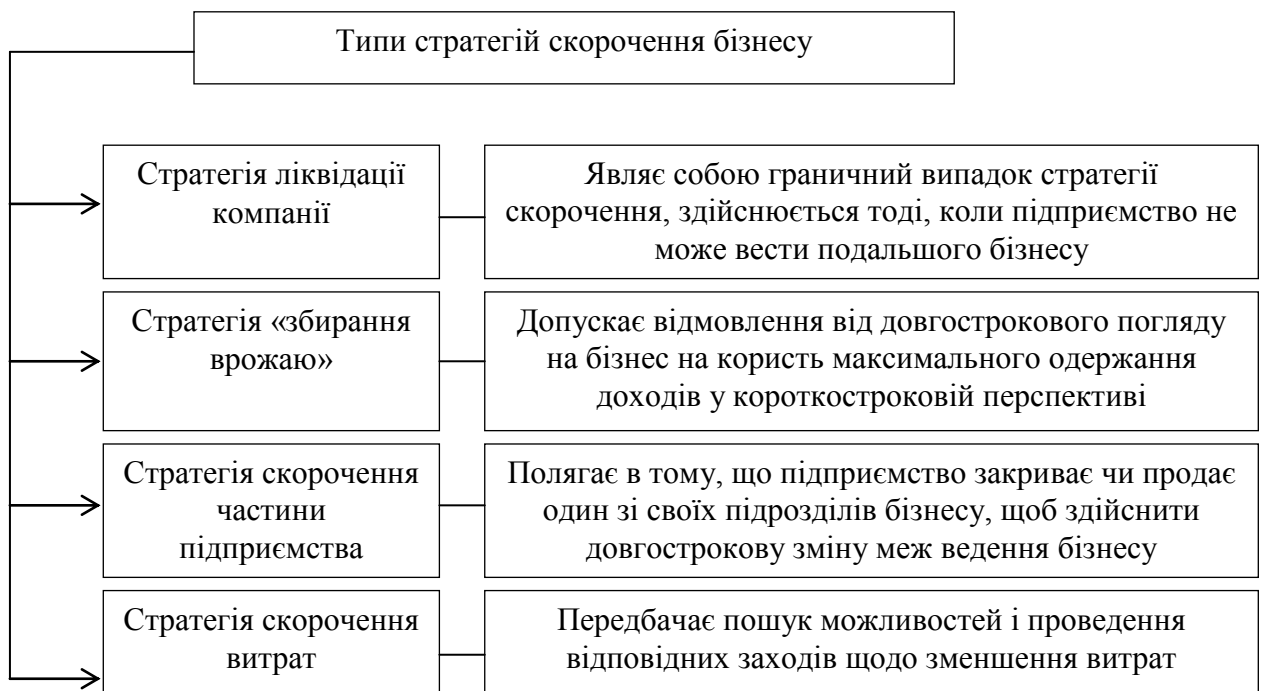 Типи стратегій скорочення бізнесу
Стратегія ліквідації
компанії
Являє собою граничний випадок стратегії
скорочення, здійснюється тоді, коли підприємство не
може вести подальшого бізнесу
Стратегія «збирання
врожаю»
Допускає відмовлення від довгострокового погляду
на бізнес на користь максимального одержання
доходів у короткостроковій перспективі
Стратегія скорочення
частини
підприємства
Полягає в тому, що підприємство закриває чи продає
один зі своїх підрозділів бізнесу, щоб здійснити
довгострокову зміну меж ведення бізнесу
Стратегія скорочення
витрат
Передбачає пошук можливостей і проведення
відповідних заходів щодо зменшення витрат